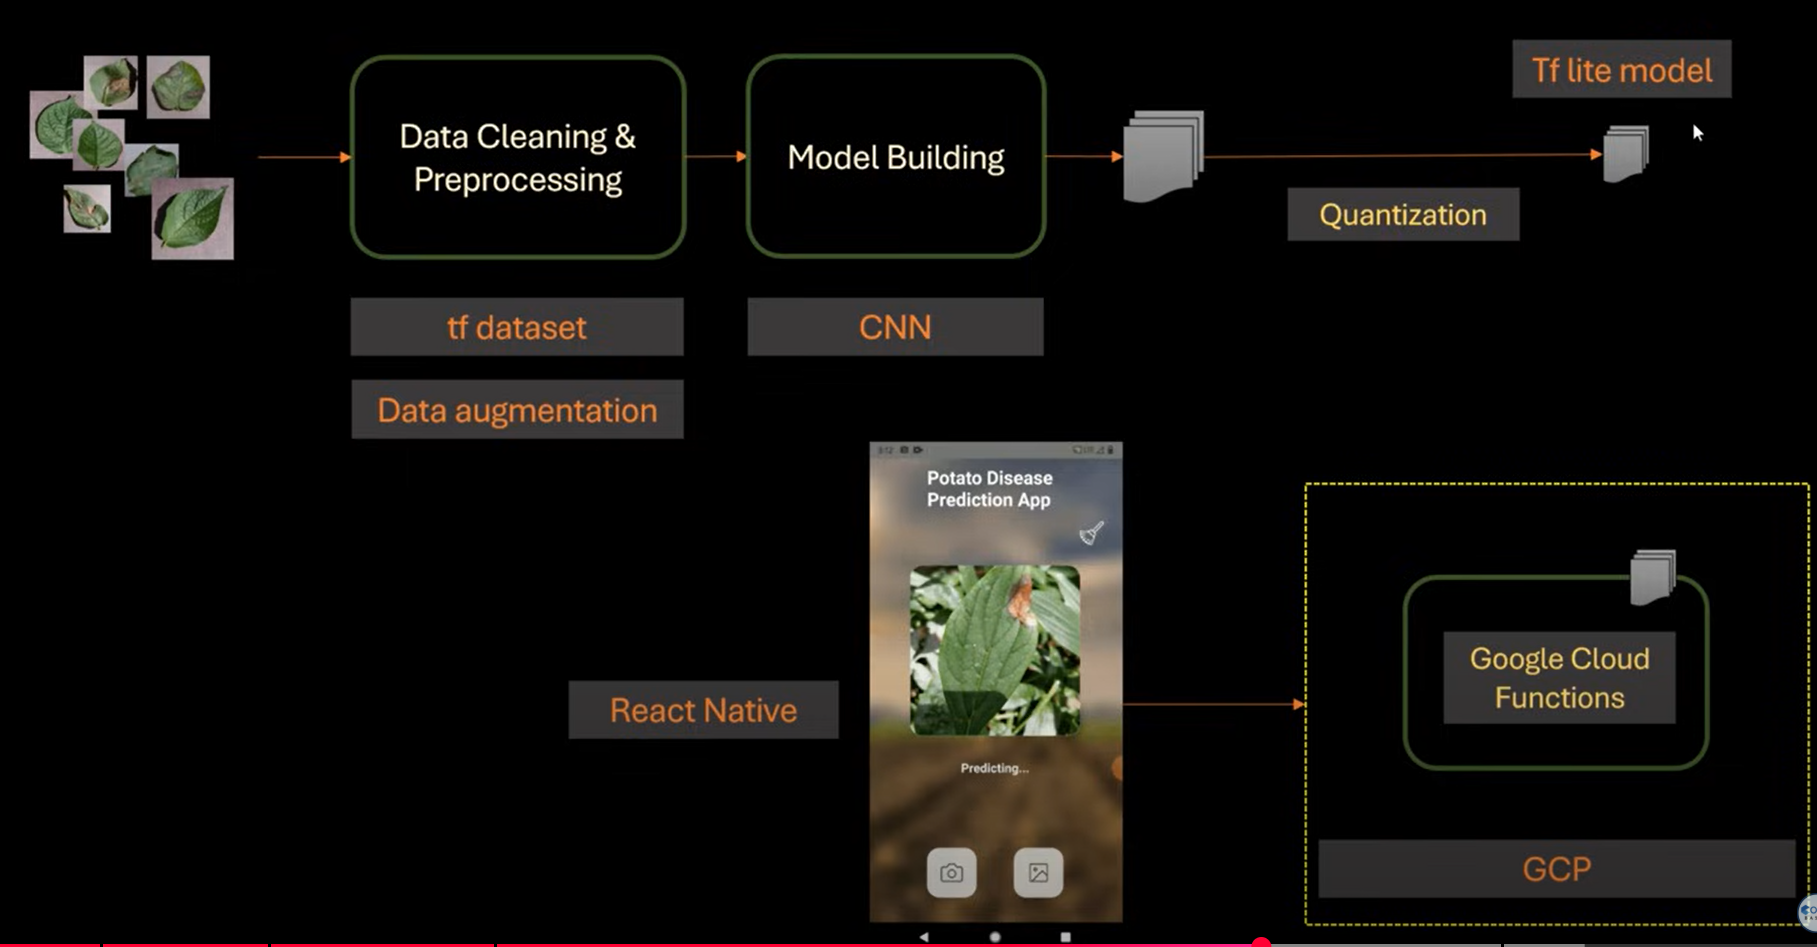 Tf lite model
Data Cleaning &
Preprocessing
Model Building
Quantization
tf dataset
CNN
Data augmentation
Potato Disease
Prediction App
Google Cloud
Functions
React Native
Predicting...
GCP